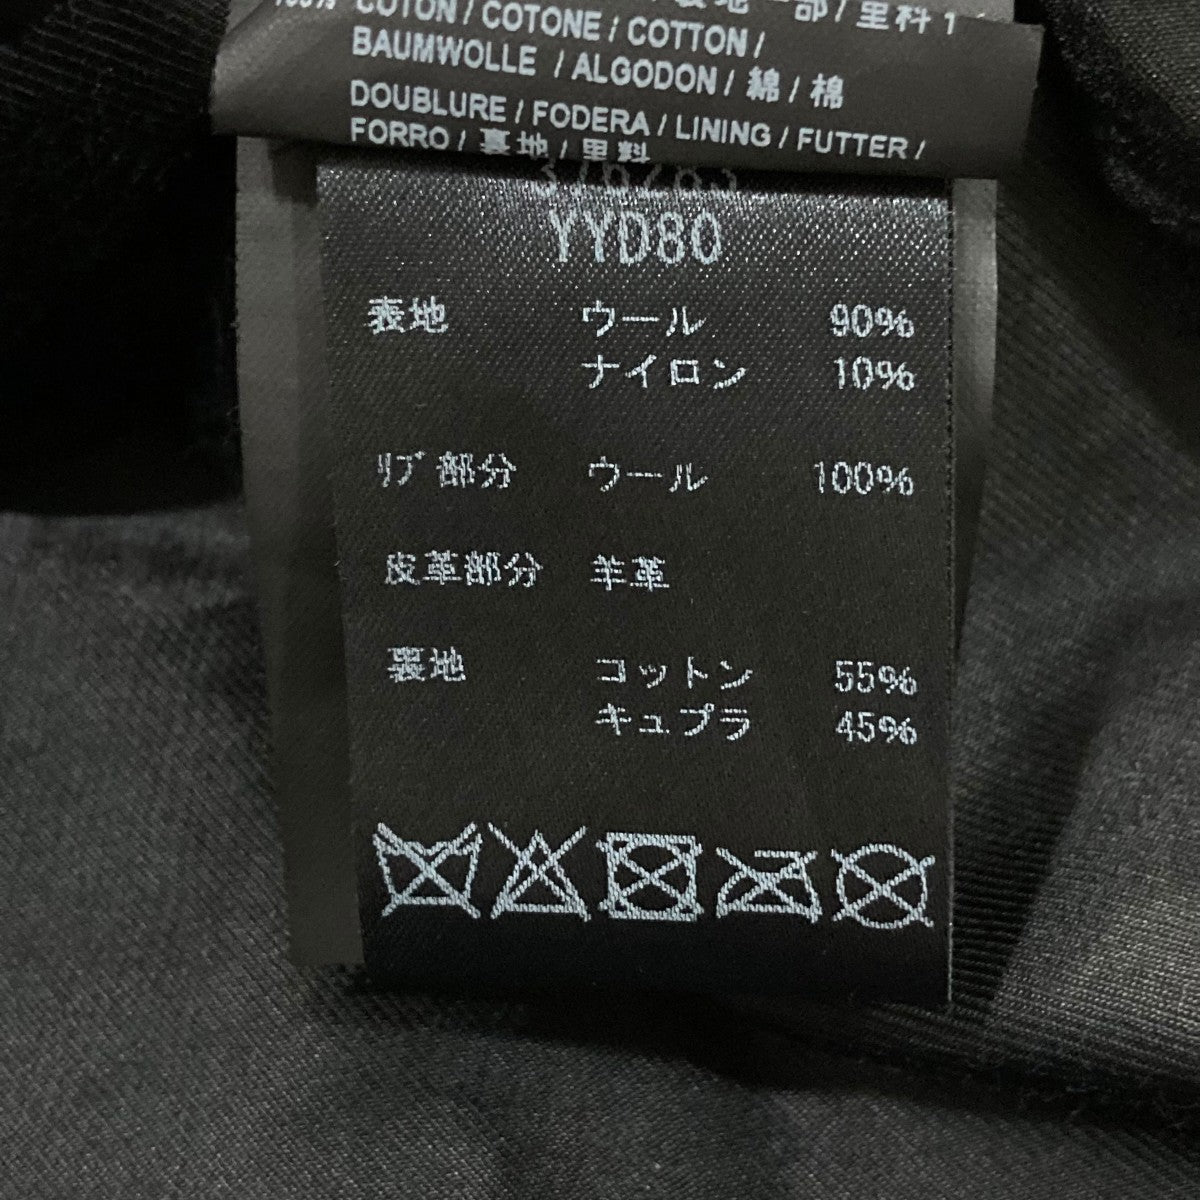 100% COTON / COTONE / COTTON /
BAUMWOLLE / ALGODON / 綿 / 棉
DOUBLURE / FODERA / LINING / FUTTER /
FORRO / 裏地 / 里料
376283
YYD80
表地 ウール 90%
ナイロン 10%
リブ部分 ウール 100%
皮革部分 羊革
裏地 コットン 55%
キュプラ 45%